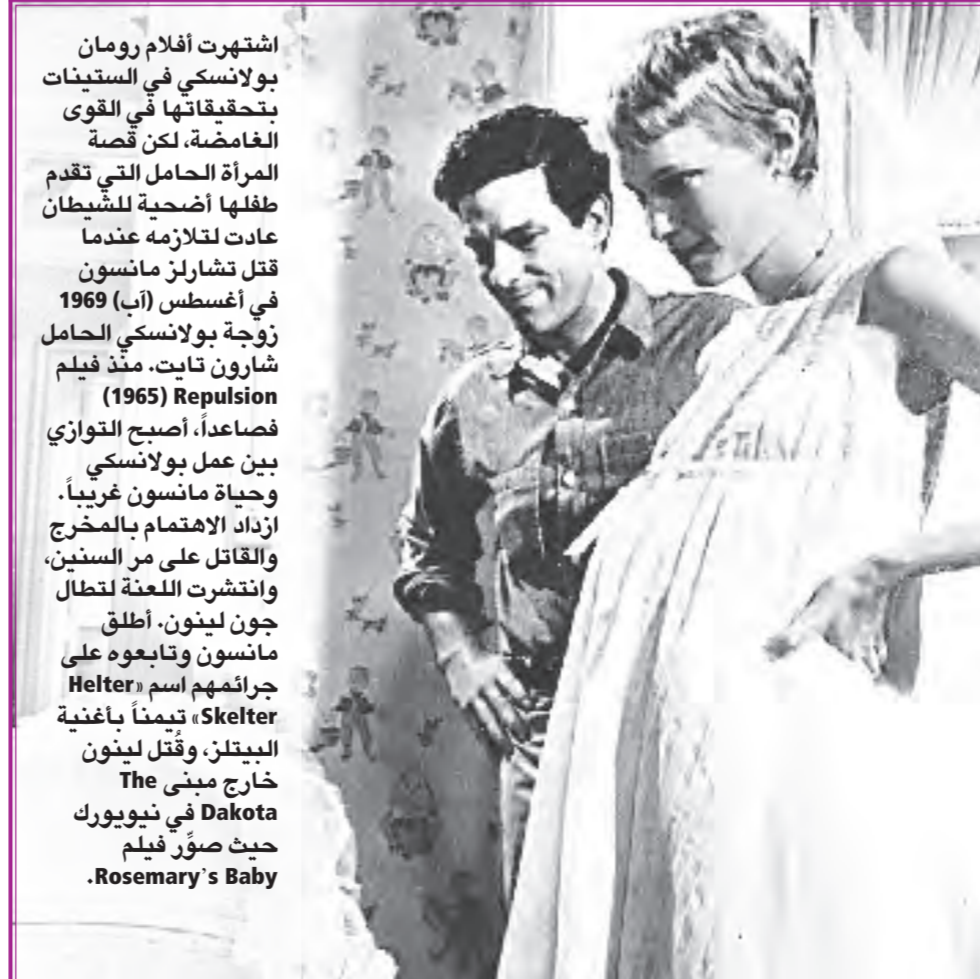 اشتهرت أفلام رومان
بولانسكي في الستينات
بتحقيقاتها في القوى
الغامضة، لكن قصة
المرأة الحامل التي تقدم
طفلها أضحية للشيطان
عادت لتلازمه عندما
قتل تشارلز مانسون
في أغسطس (آب) 1969
زوجة بولانسكي الحامل
شارون تايت. منذ فيلم
Repulsion (1965)
فصاعداً، أصبح التوازي
بين عمل بولانسكي
وحياة مانسون غريباً.
ازداد الاهتمام بالمخرج
والقاتل على مر السنين،
وانتشرت اللعنة لتطال
جون لينون. أطلق
مانسون وتابعوه على
جرائمهم اسم «Helter
Skelter» تيمناً بأغنية
البيتلز، وقُتل لينون
خارج مبنى The
Dakota في نيويورك
حيث صوِّر فيلم
Rosemary's Baby.